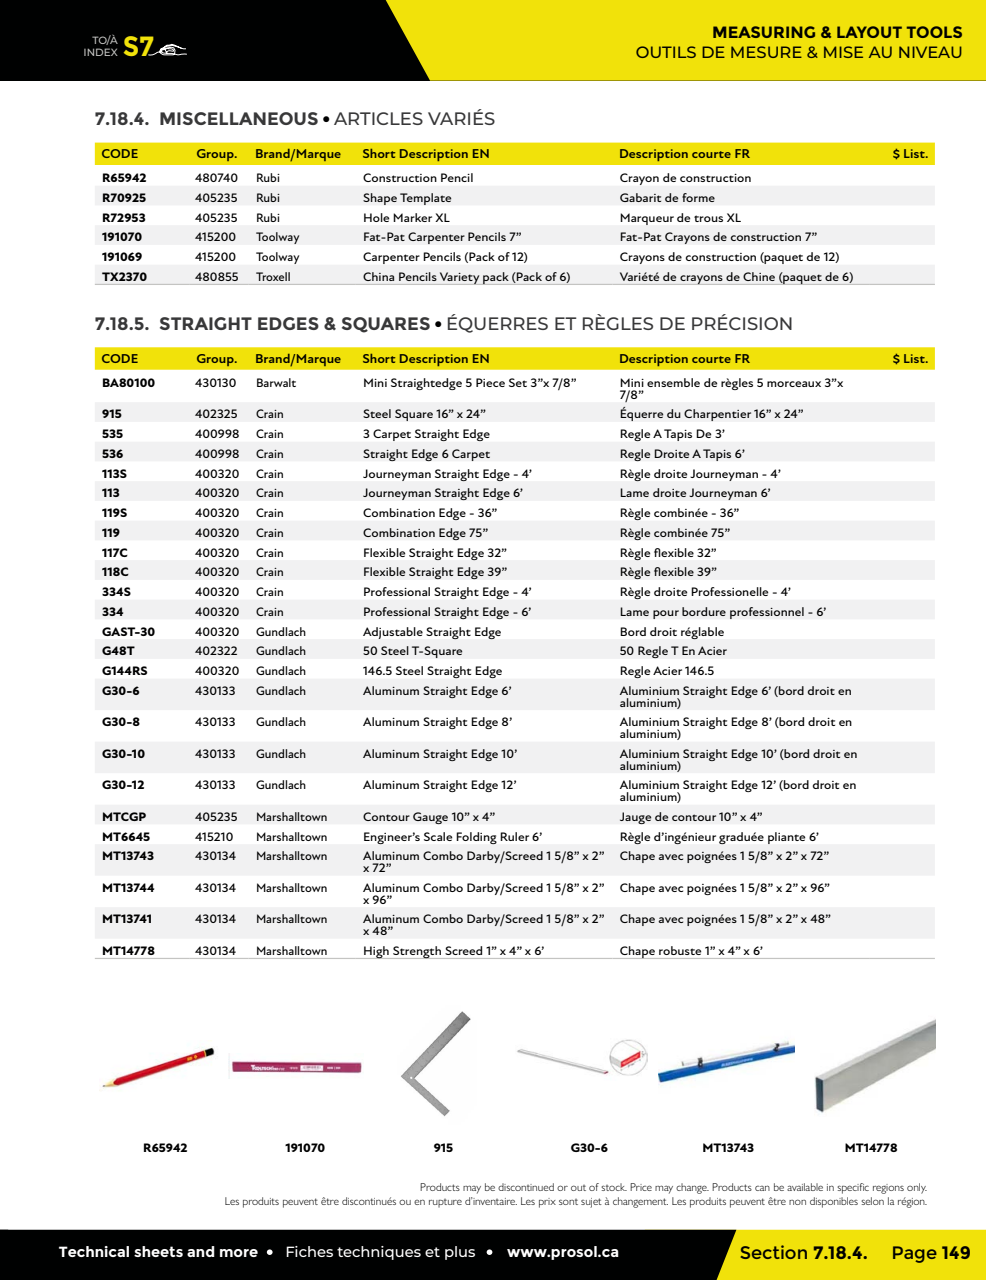 TO/À
INDEX S7
MEASURING & LAYOUT TOOLS
OUTILS DE MESURE & MISE AU NIVEAU
7.18.4. MISCELLANEOUS • ARTICLES VARIÉS
CODE Group. Brand/Marque Short Description EN Description courte FR $ List.
R65942 480740 Rubi Construction Pencil Crayon de construction
R70925 405235 Rubi Shape Template Gabarit de forme
R72953 405235 Rubi Hole Marker XL Marqueur de trous XL
191070 415200 Toolway Fat-Pat Carpenter Pencils 7” Fat-Pat Crayons de construction 7”
191069 415200 Toolway Carpenter Pencils (Pack of 12) Crayons de construction (paquet de 12)
TX2370 480855 Troxell China Pencils Variety pack (Pack of 6) Variété de crayons de Chine (paquet de 6)
7.18.5. STRAIGHT EDGES & SQUARES • ÉQUERRES ET RÈGLES DE PRÉCISION
CODE Group. Brand/Marque Short Description EN Description courte FR $ List.
BA80100 430130 Barwalt Mini Straightedge 5 Piece Set 3”x 7/8” Mini ensemble de règles 5 morceaux 3”x
7/8”
915 402325 Crain Steel Square 16” x 24” Équerre du Charpentier 16” x 24”
535 400998 Crain 3 Carpet Straight Edge Regle A Tapis De 3’
536 400998 Crain Straight Edge 6 Carpet Regle Droite A Tapis 6’
113S 400320 Crain Journeyman Straight Edge - 4’ Règle droite Journeyman - 4’
113 400320 Crain Journeyman Straight Edge 6’ Lame droite Journeyman 6’
119S 400320 Crain Combination Edge - 36” Règle combinée - 36”
119 400320 Crain Combination Edge 75” Règle combinée 75”
117C 400320 Crain Flexible Straight Edge 32” Règle flexible 32”
118C 400320 Crain Flexible Straight Edge 39” Règle flexible 39”
334S 400320 Crain Professional Straight Edge - 4’ Règle droite Professionelle - 4’
334 400320 Crain Professional Straight Edge - 6’ Lame pour bordure professionnel - 6’
GAST-30 400320 Gundlach Adjustable Straight Edge Bord droit réglable
G48T 402322 Gundlach 50 Steel T-Square 50 Regle T En Acier
G144RS 400320 Gundlach 146.5 Steel Straight Edge Regle Acier 146.5
G30-6 430133 Gundlach Aluminum Straight Edge 6’ Aluminium Straight Edge 6’ (bord droit en
aluminium)
G30-8 430133 Gundlach Aluminum Straight Edge 8’ Aluminium Straight Edge 8’ (bord droit en
aluminium)
G30-10 430133 Gundlach Aluminum Straight Edge 10’ Aluminium Straight Edge 10’ (bord droit en
aluminium)
G30-12 430133 Gundlach Aluminum Straight Edge 12’ Aluminium Straight Edge 12’ (bord droit en
aluminium)
MTCGP 405235 Marshalltown Contour Gauge 10” x 4” Jauge de contour 10” x 4”
MT6645 415210 Marshalltown Engineer’s Scale Folding Ruler 6’ Règle d’ingénieur graduée pliante 6’
MT13743 430134 Marshalltown Aluminum Combo Darby/Screed 1 5/8” x 2” Chape avec poignées 1 5/8” x 2” x 72”
x 72”
MT13744 430134 Marshalltown Aluminum Combo Darby/Screed 1 5/8” x 2” Chape avec poignées 1 5/8” x 2” x 96”
x 96”
MT13741 430134 Marshalltown Aluminum Combo Darby/Screed 1 5/8” x 2” Chape avec poignées 1 5/8” x 2” x 48”
x 48”
MT14778 430134 Marshalltown High Strength Screed 1” x 4” x 6’ Chape robuste 1” x 4” x 6’
R65942 191070 915 G30-6 MT13743 MT14778
Products may be discontinued or out of stock. Price may change. Products can be available in specific regions only.
Les produits peuvent être discontinués ou en rupture d’inventaire. Les prix sont sujet à changement. Les produits peuvent être non disponibles selon la région.
Technical sheets and more • Fiches techniques et plus • www.prosol.ca
Section 7.18.4. Page 149